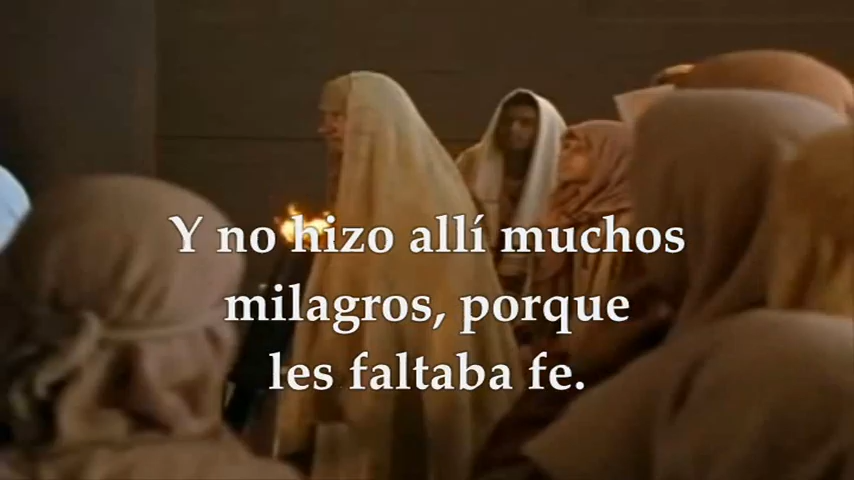 Y no hizo allí muchos
milagros, porque
les faltaba fe.